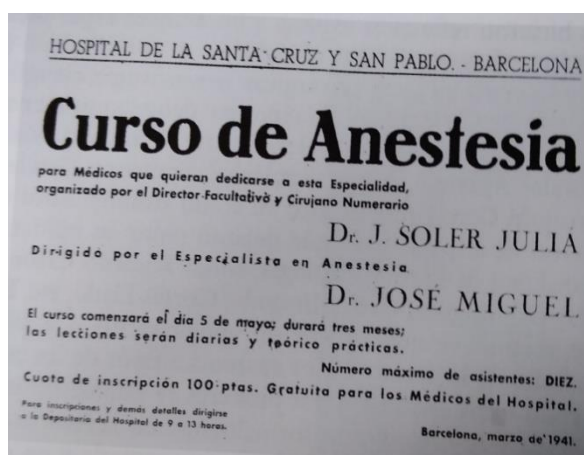 HOSPITAL DE LA SANTA CRUZ Y SAN PABLO. - BARCELONA
Curso de Anestesia
para Médicos que quieran dedicarse a esta Especialidad,
organizado por el Director Facultativo y Cirujano Numerario
Dr. J. SOLER JULIÁ
Dirigido por el Especialista en Anestesia
Dr. JOSÉ MIGUEL
El curso comenzará el día 5 de mayo; durará tres meses;
las lecciones serán diarias y teórico prácticas.
Número máximo de asistentes: DIEZ.
Cuota de inscripción 100 ptas. Gratuita para los Médicos del Hospital.
Para inscripciones y demás detalles dirigirse
a la Depositaria del Hospital de 9 a 13 horas.
Barcelona, marzo de 1941.